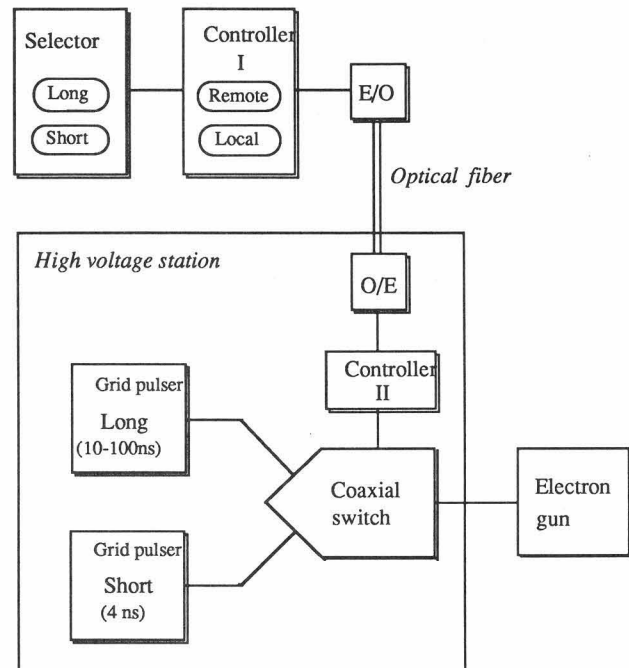 Selector
Long
Short
Controller
I
Remote
Local
E/O
Optical fiber
High voltage station
O/E
Controller
II
Grid pulser
Long
(10-100ns)
Coaxial
switch
Electron
gun
Grid pulser
Short
(4 ns)